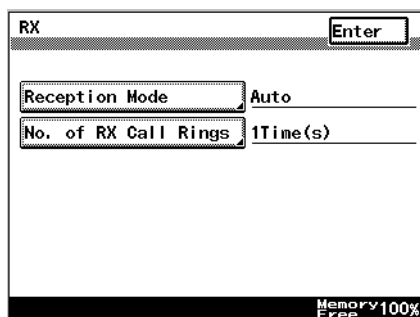 RX
Enter
Reception Mode Auto
No. of RX Call Rings 1Time(s)
Memory
Free 100%